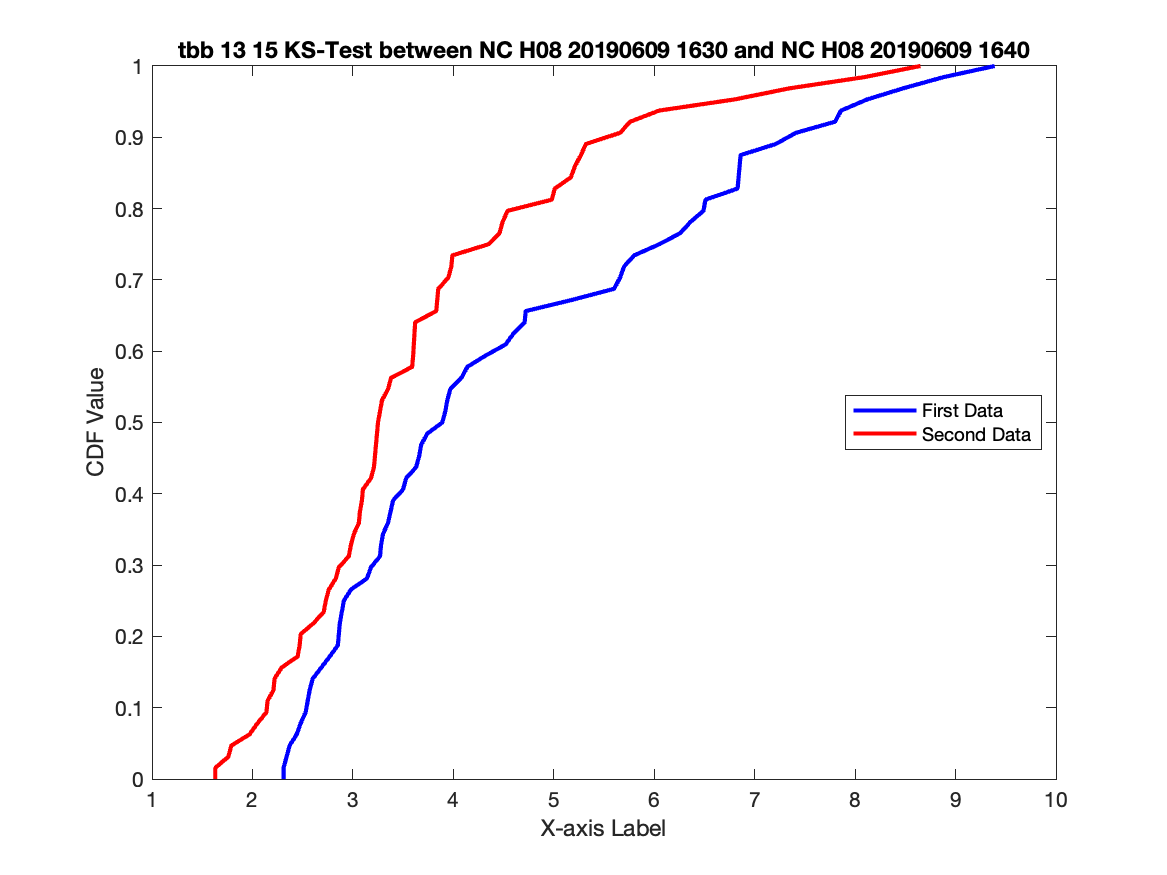 tbb 13 15 KS-Test between NC H08 20190609 1630 and NC H08 20190609 1640
1
0.9
0.8
0.7
0.6
0.5
0.4
0.3
0.2
0.1
0
CDF Value
First Data
Second Data
1 2 3 4 5 6 7 8 9 10
X-axis Label